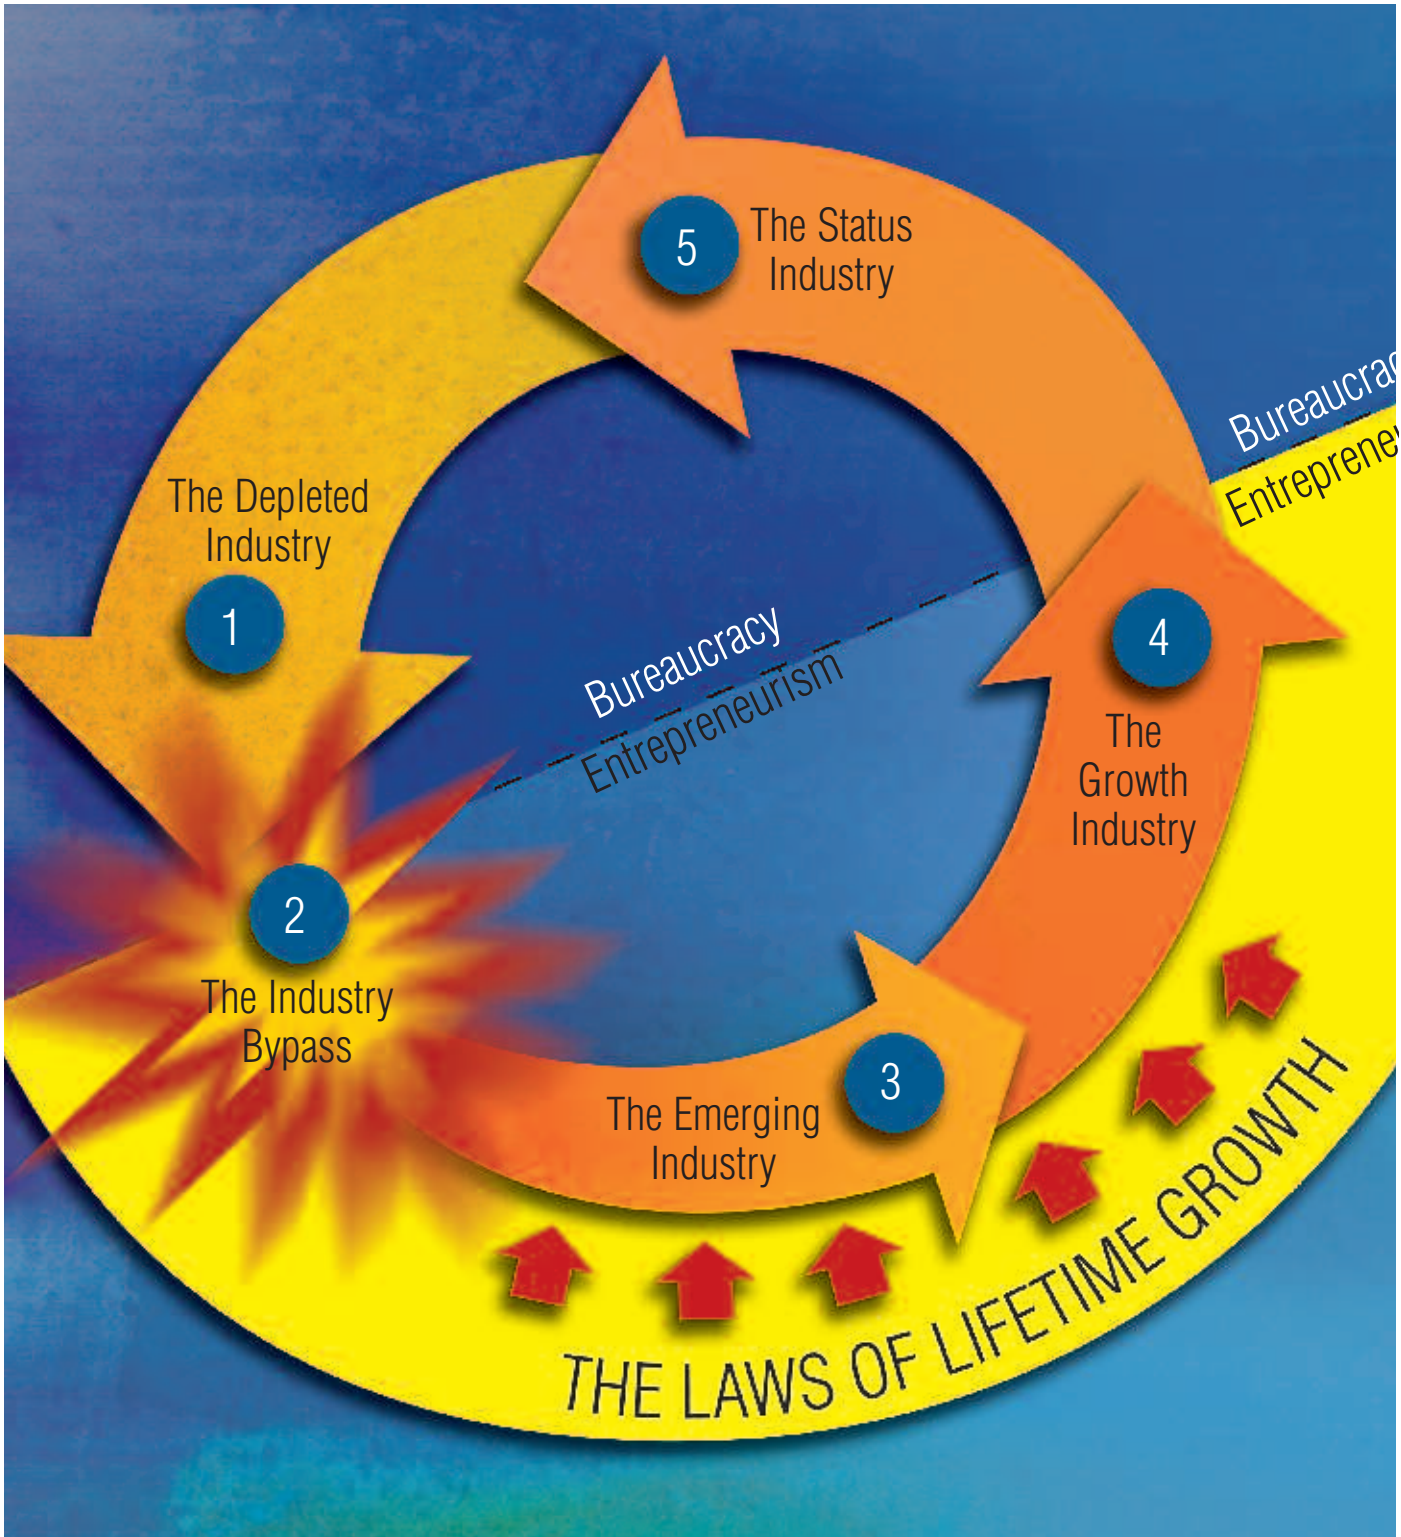 5
The Status
Industry
Bureaucrac
Entrepreneu
The Depleted
Industry
1
Bureaucracy
Entrepreneurism
4
The
Growth
Industry
2
The Industry
Bypass
3
The Emerging
Industry
THE LAWS OF LIFETIME GROWTH